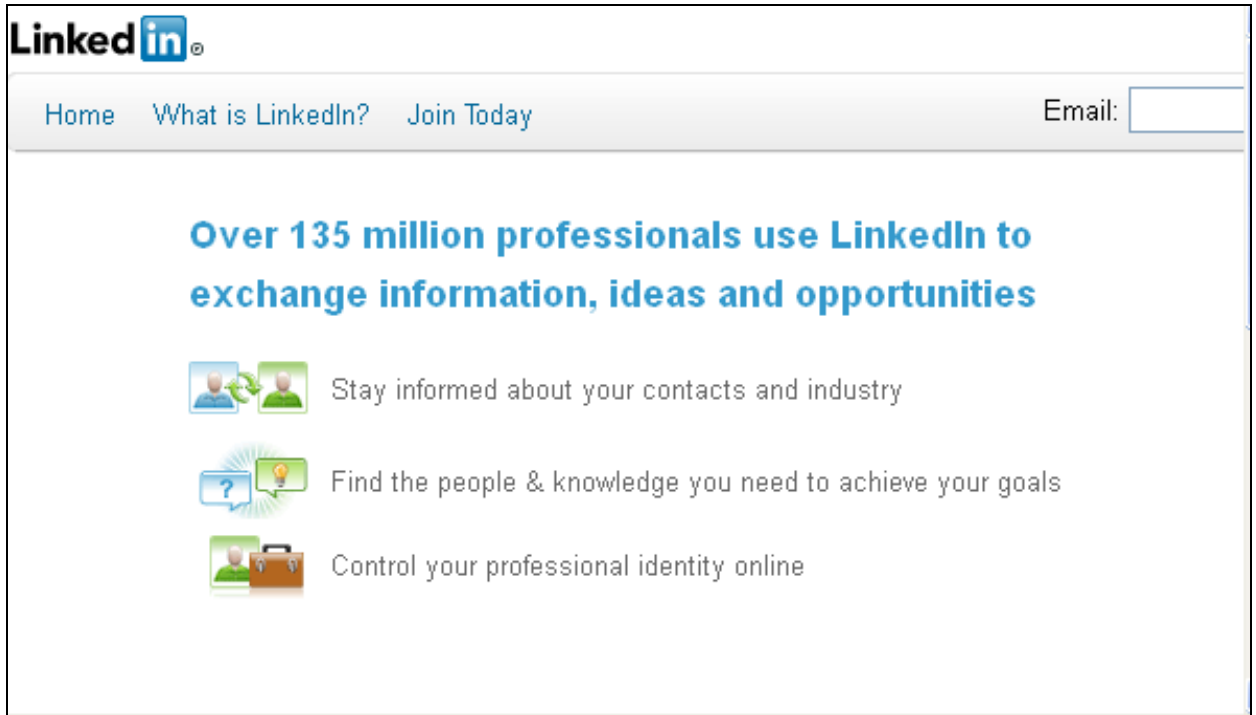 Linked in ®
Home What is LinkedIn? Join Today Email:
Over 135 million professionals use LinkedIn to
exchange information, ideas and opportunities
Stay informed about your contacts and industry
? Find the people & knowledge you need to achieve your goals
Control your professional identity online